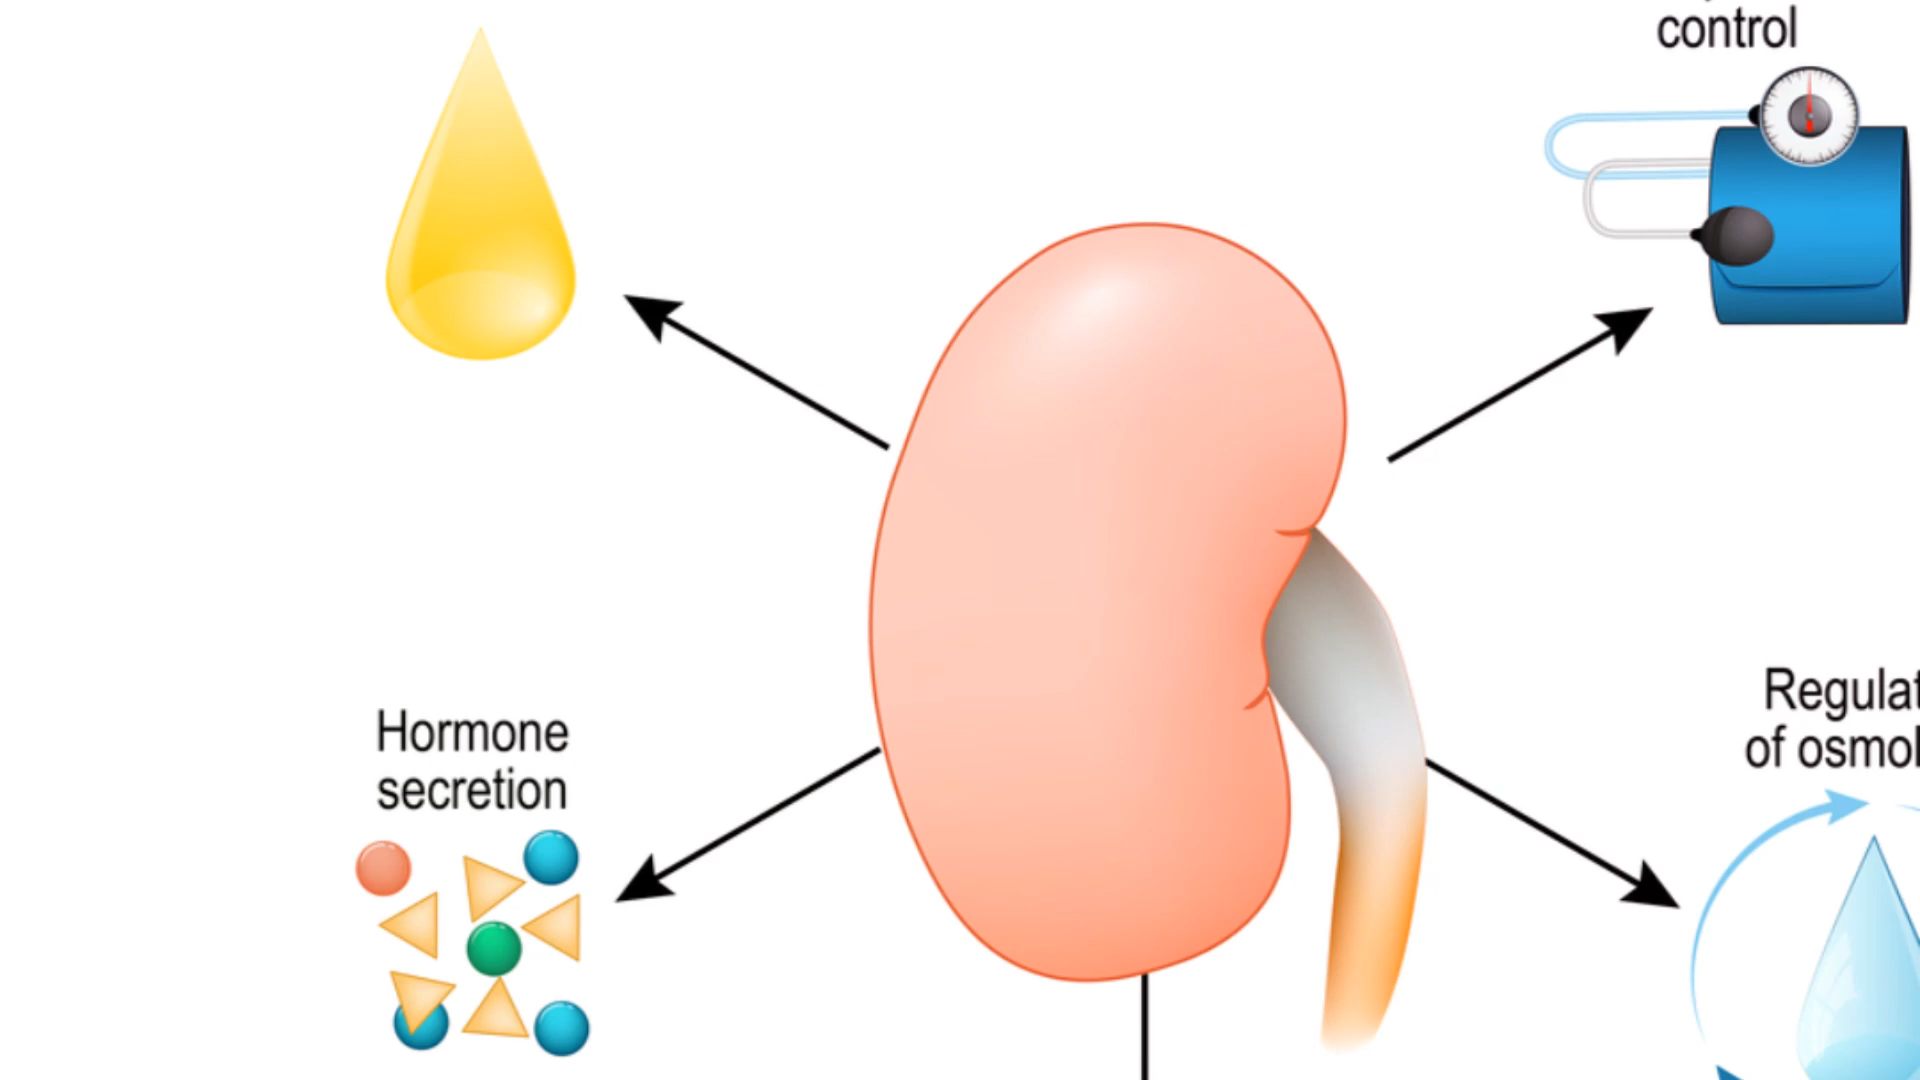 control
Hormone
secretion
Regulat
of osmol